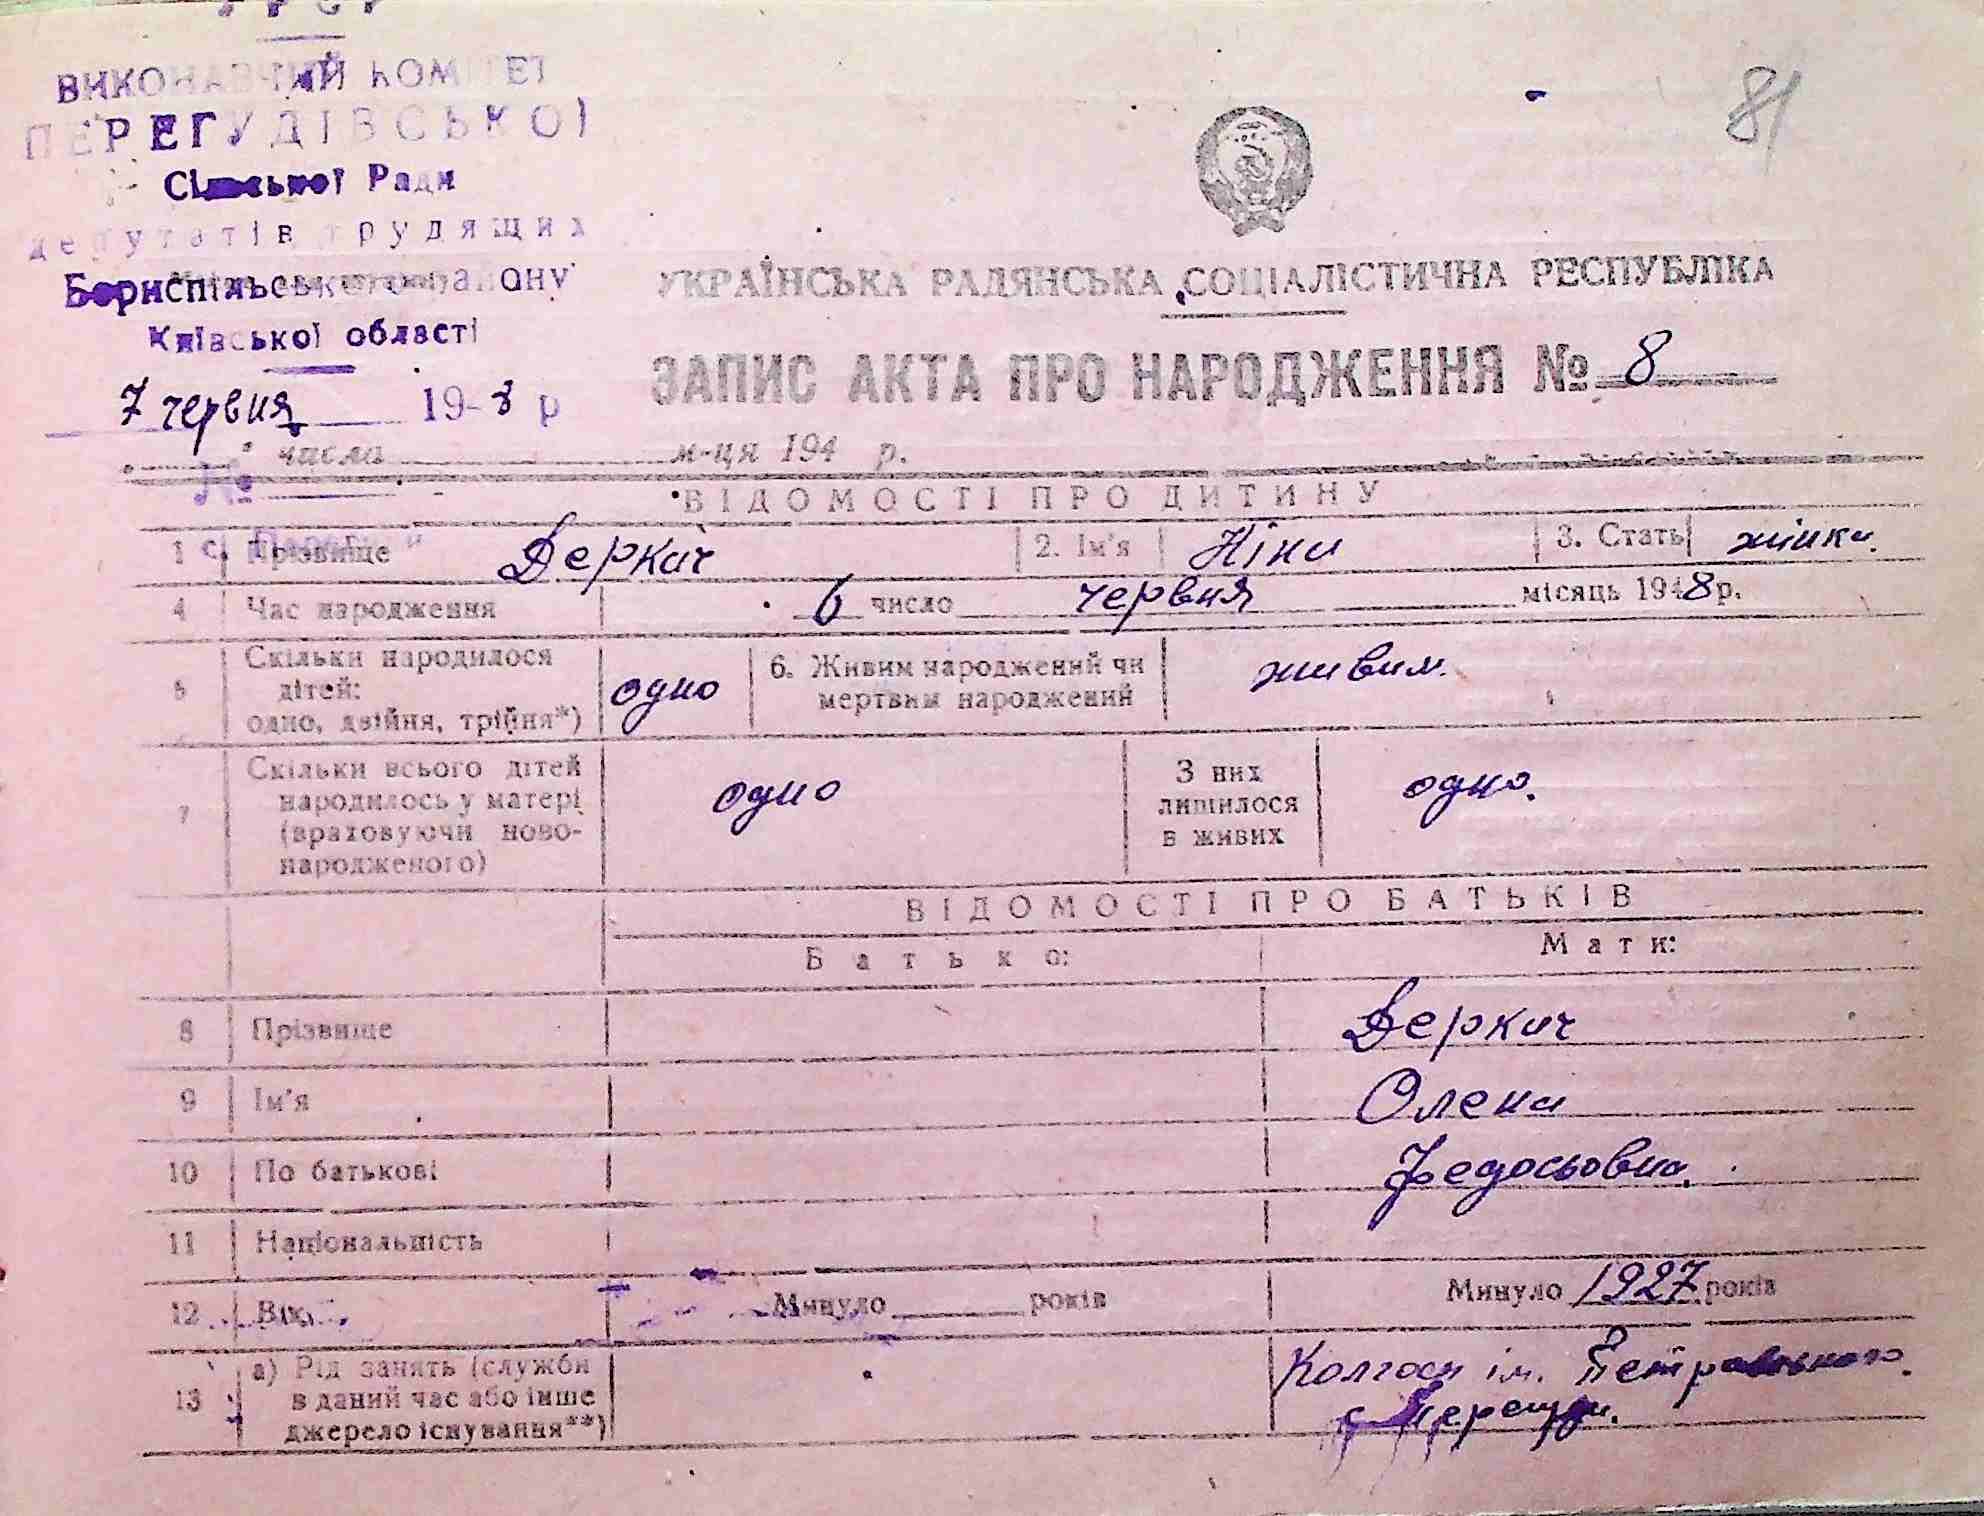 УРСР
ВИКОНАВЧИЙ КОМІТЕТ
ПЕРЕГУДІВСЬКОЇ
Сільської Ради
депутатів трудящих
Бориспільського району
Київської області
7 червня 19-8 р
№
81
УКРАЇНСЬКА РАДЯНСЬКА СОЦІАЛІСТИЧНА РЕСПУБЛІКА
ЗАПИС АКТА ПРО НАРОДЖЕННЯ № 8
числа м-ця 194 р.
ВІДОМОСТІ ПРО ДИТИНУ
1 Прізвище Деркач 2. Ім'я Ніна 3. Стать жінка.
4 Час народження 6 число червня місяць 1948 р.
5 Скільки народилося дітей: одно, двійня, трійня*) одно 6. Живим народжений чи мертвим народжений живим.
7 Скільки всього дітей народилось у матері (враховуючи новонародженого) одно З них лишилося в живих одно.
ВІДОМОСТІ ПРО БАТЬКІВ
Батько: Мати:
8 Прізвище Деркач
9 Ім'я Олена
10 По батькові Федосьовна.
11 Національність
12 Вік Минуло років Минуло 1927 років
13 а) Рід занять (служби в даний час або інше джерело існування**) Колгосп ім. Петровського.
с Перегуди.